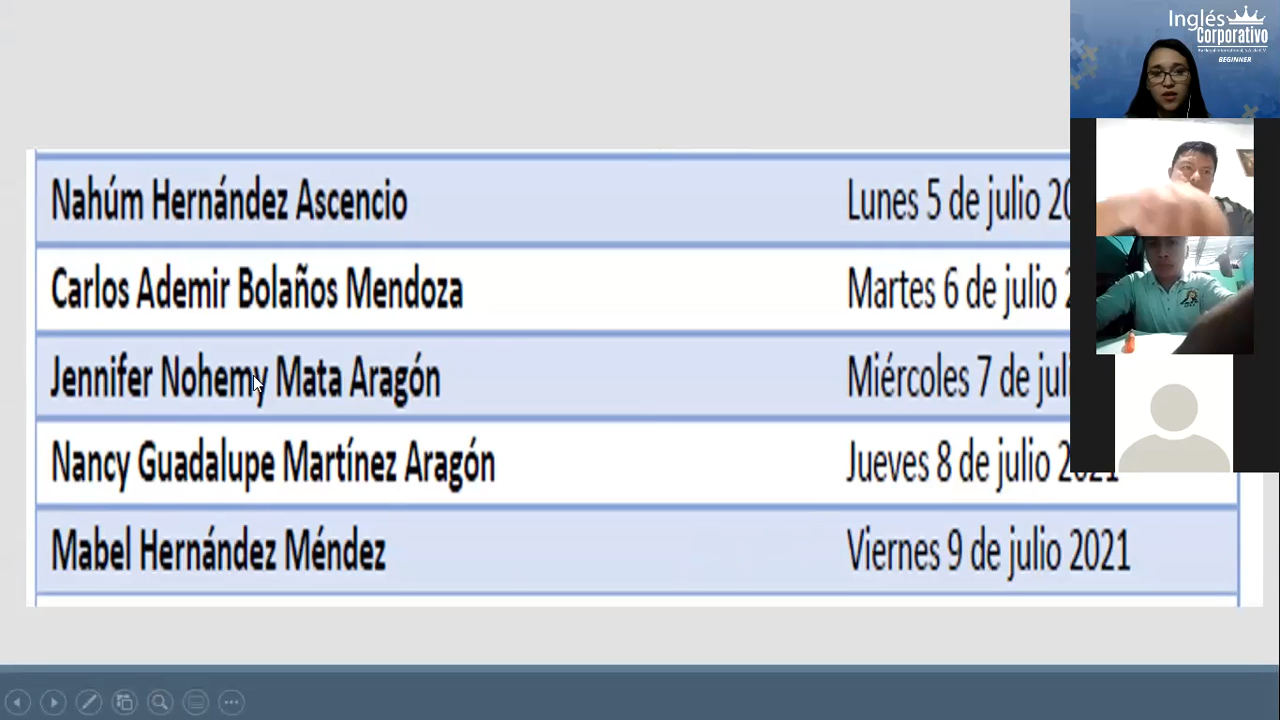 Inglés
Corporativo
BEGINNER
Nahúm Hernández Ascencio Lunes 5 de julio
Carlos Ademir Bolaños Mendoza Martes 6 de julio
Jennifer Nohemy Mata Aragón Miércoles 7 de
Nancy Guadalupe Martínez Aragón Jueves 8 de julio 2021
Mabel Hernández Méndez Viernes 9 de julio 2021